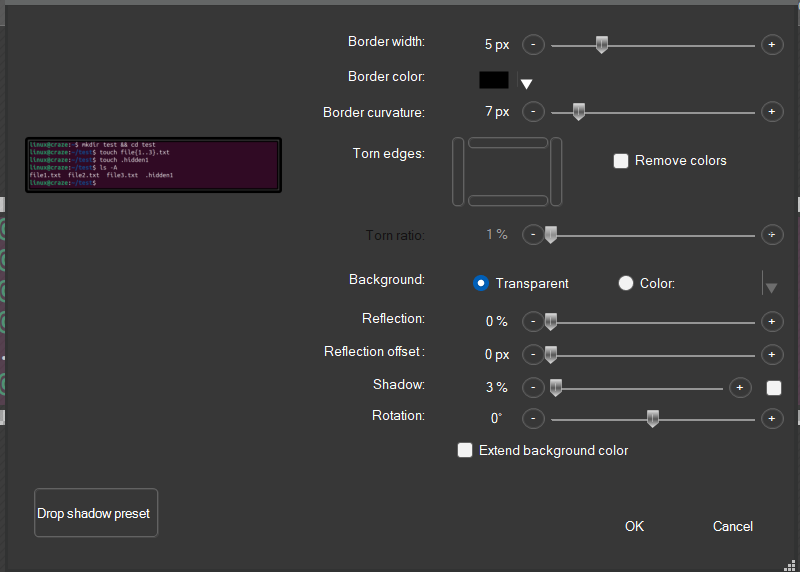 Border width: 5 px - +
Border color:
Border curvature: 7 px - +
Torn edges: Remove colors
linux@craze:~$ mkdir test && cd test
linux@craze:~/test$ touch file{1..3}.txt
linux@craze:~/test$ touch .hidden1
linux@craze:~/test$ ls -A
file1.txt file2.txt file3.txt .hidden1
linux@craze:~/test$
Torn ratio: 1 % - +
Background: Transparent Color:
Reflection: 0 % - +
Reflection offset : 0 px - +
Shadow: 3 % - +
Rotation: 0° - +
Extend background color
Drop shadow preset
OK Cancel